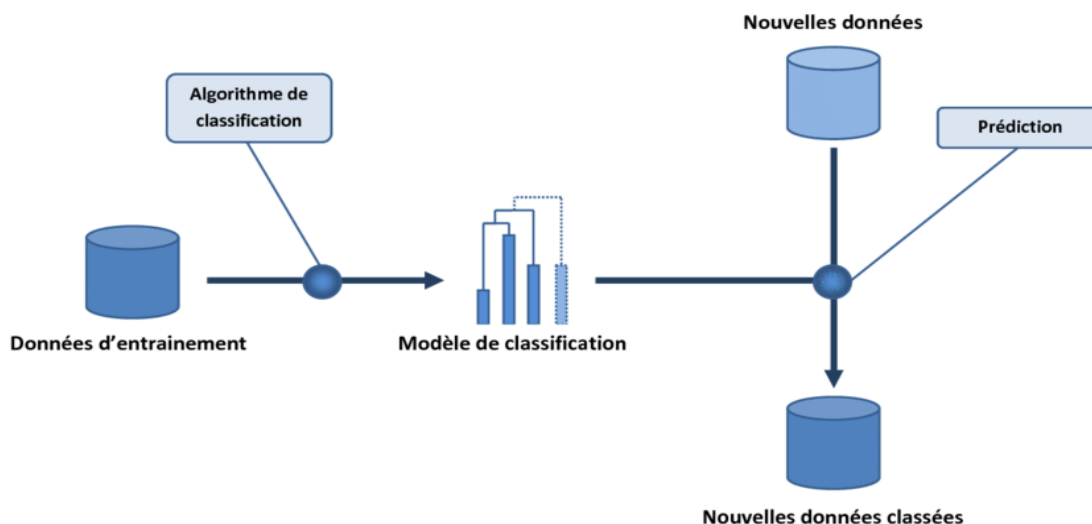 Nouvelles données
Algorithme de
classification
Prédiction
Données d'entrainement
Modèle de classification
Nouvelles données classées